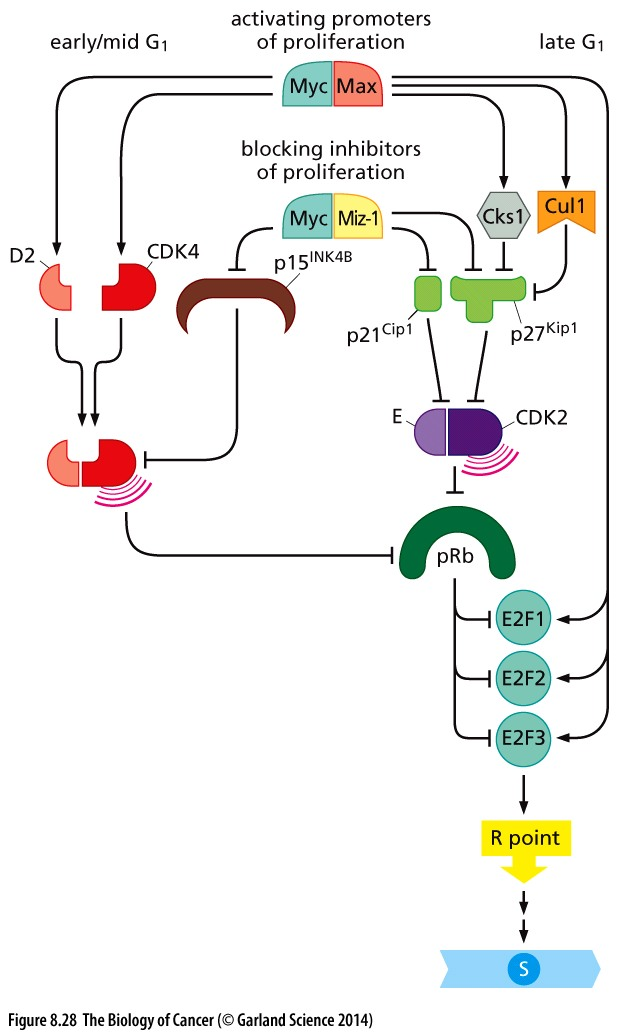 activating promoters
of proliferation
early/mid G1
late G1
Myc Max
blocking inhibitors
of proliferation
Myc Miz-1
Cks1
Cul1
D2
CDK4
p15INK4B
p21Cip1
p27Kip1
E
CDK2
pRb
E2F1
E2F2
E2F3
R point
S
Figure 8.28 The Biology of Cancer (© Garland Science 2014)